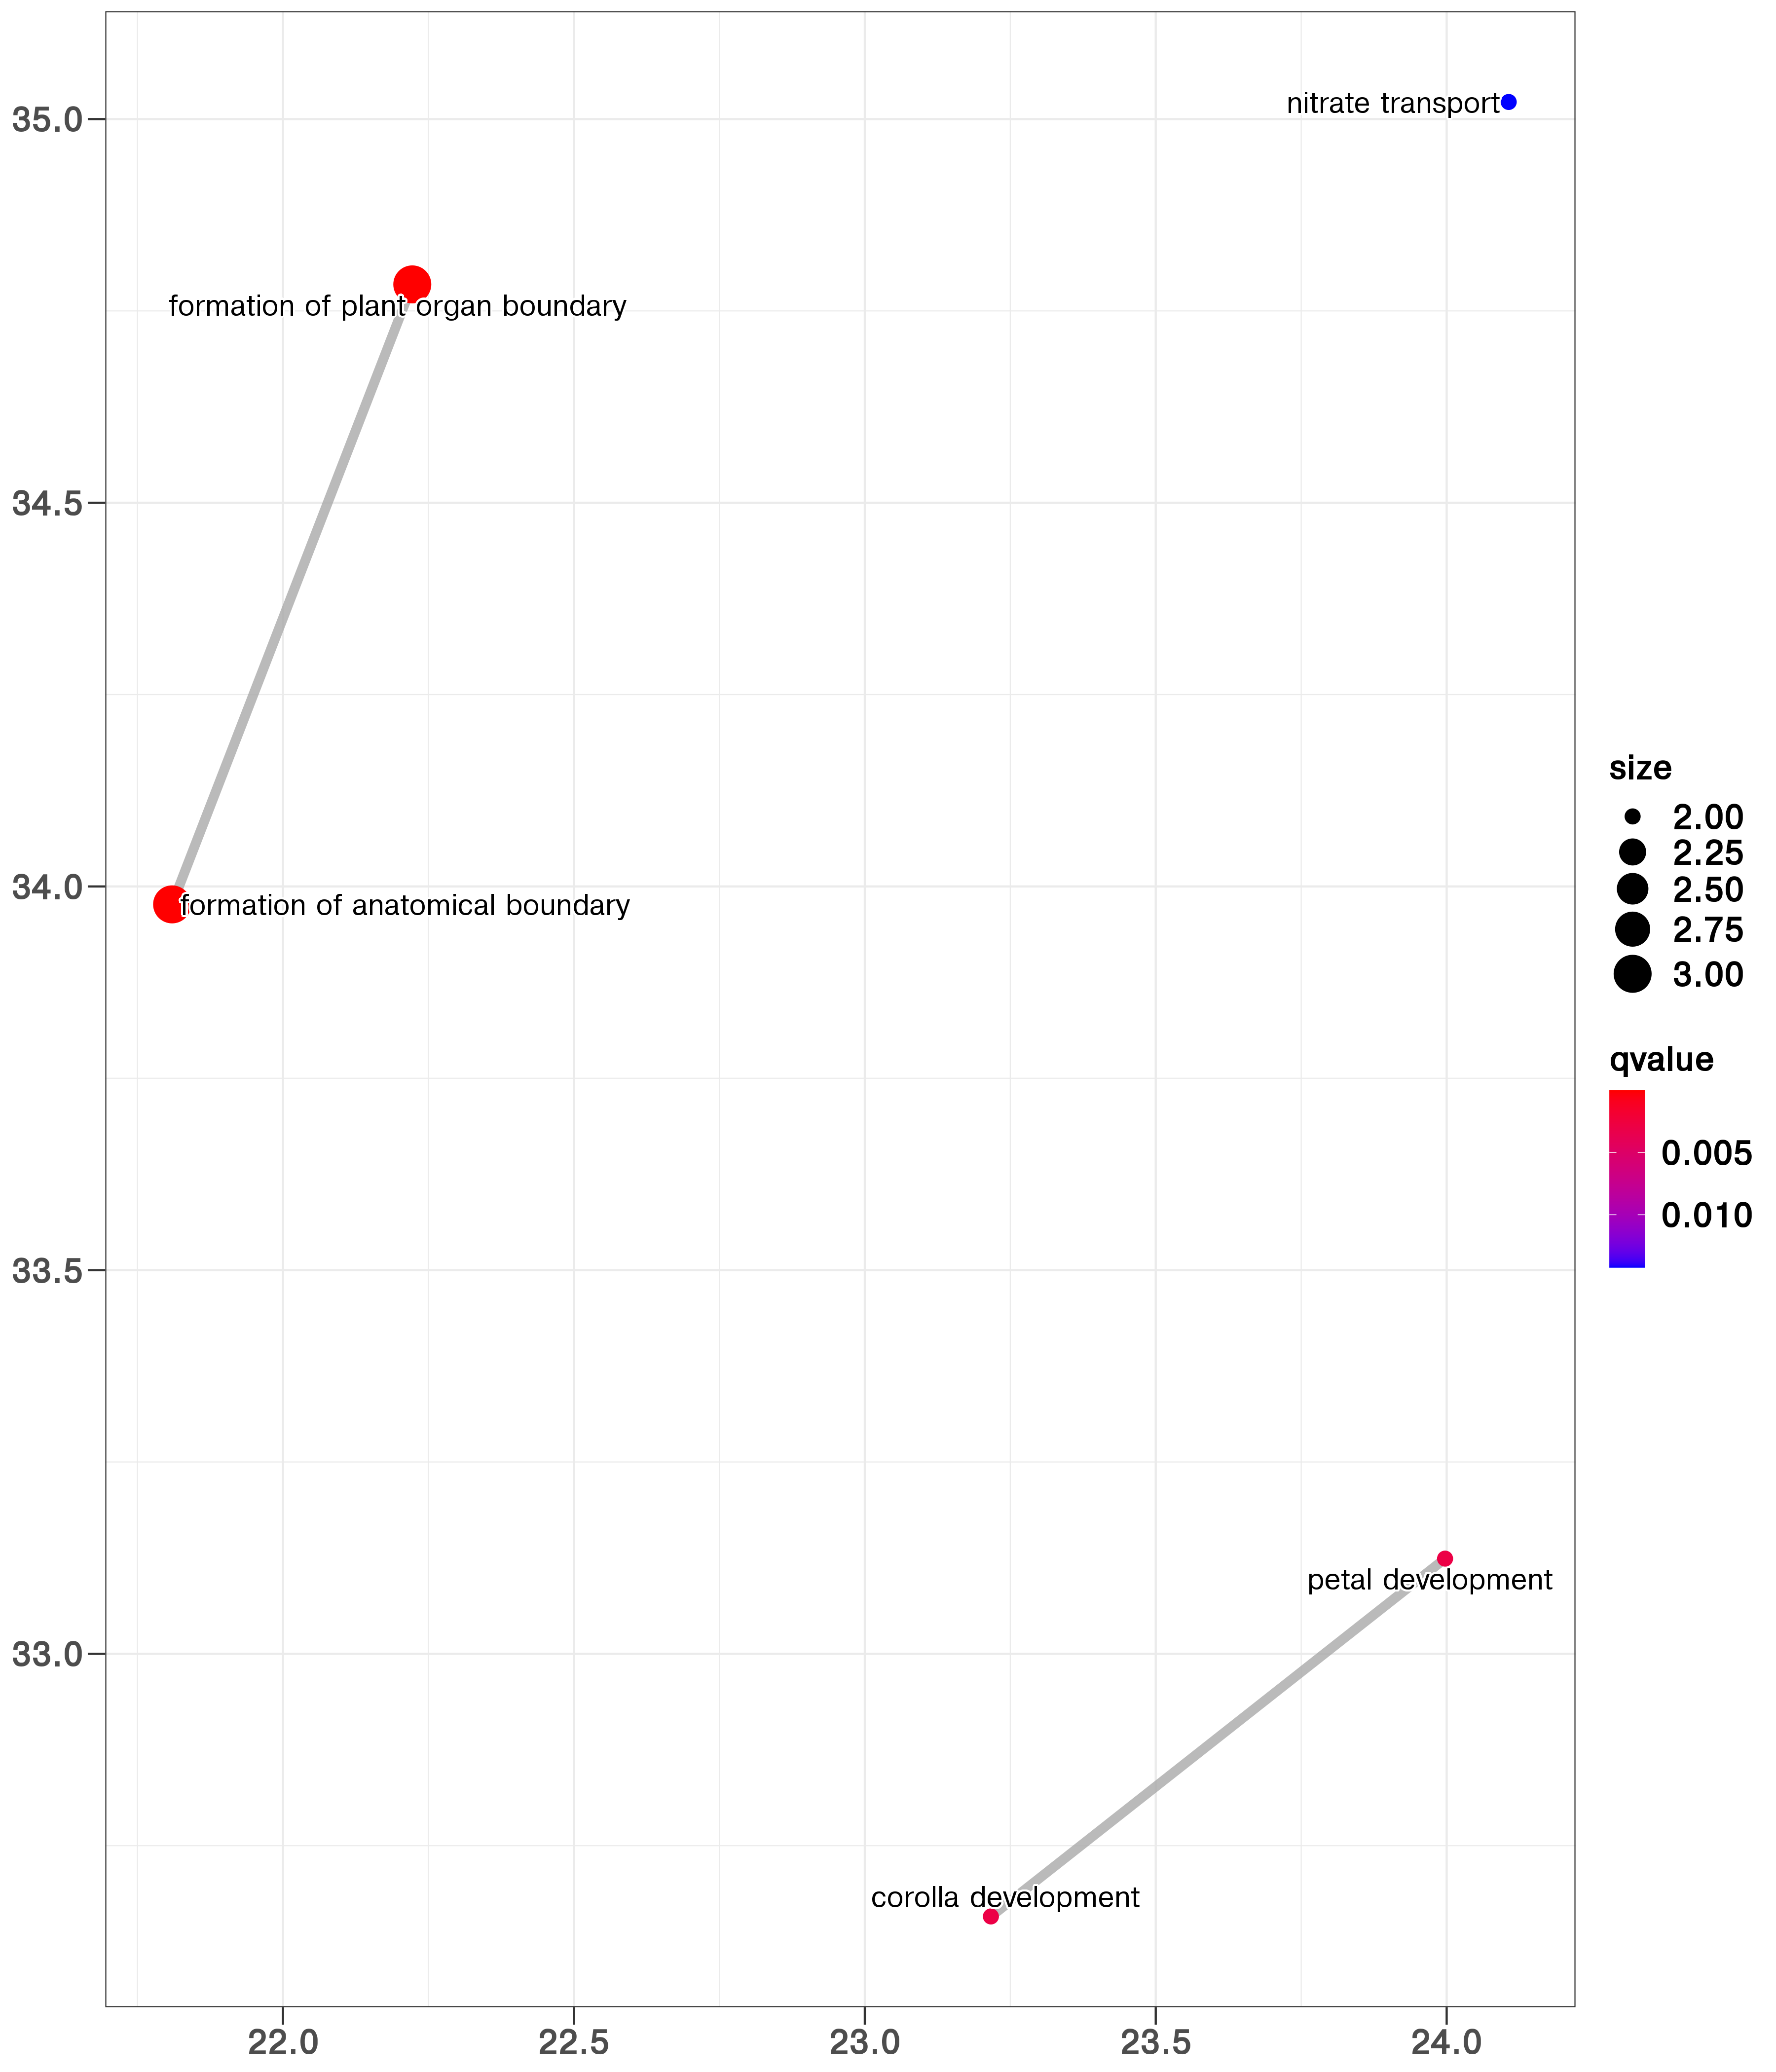 35.0
34.5
34.0
33.5
33.0
nitrate transport
formation of plant organ boundary
formation of anatomical boundary
petal development
corolla development
22.0
22.5
23.0
23.5
24.0
size
2.00
2.25
2.50
2.75
3.00
qvalue
0.005
0.010